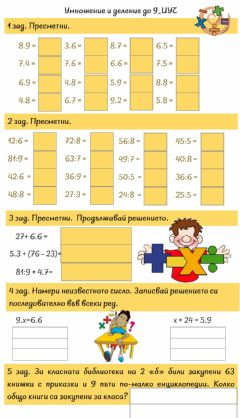 Умножение и деление до 9_ИУЧ
1 зад. Пресметни.
8.9 = 3.6 = 8.7 = 6.5 =
7.4 = 7.6 = 6.6 = 7.5 =
6.9 = 4.8 = 5.9 = 8.8 =
4.8 = 6.7 = 9.2 = 5.8 =
2 зад. Пресметни.
12:6 = 72:8 = 56:8 = 45:5 =
81:9 = 63:7 = 49:7 = 40:8 =
42:6 = 36:9 = 24:8 = 36:6 =
48:8 = 27:3 = 24:8 = 25:5 =
3 зад. Пресметни. Продължавай решението.
27+ 6.6 =
5.3 + (76 – 23)=
81:9 + 4.7=
4 зад. Намери неизвестното число. Записвай решението си
последователно във всеки ред.
9.x=6.6 x + 24 = 5.9
5 зад. За класната библиотека на 2 «б» били закупени 63
книжки с приказки и 9 пъти по-малко енциклопедии. Колко
общо книги са закупени за класа?